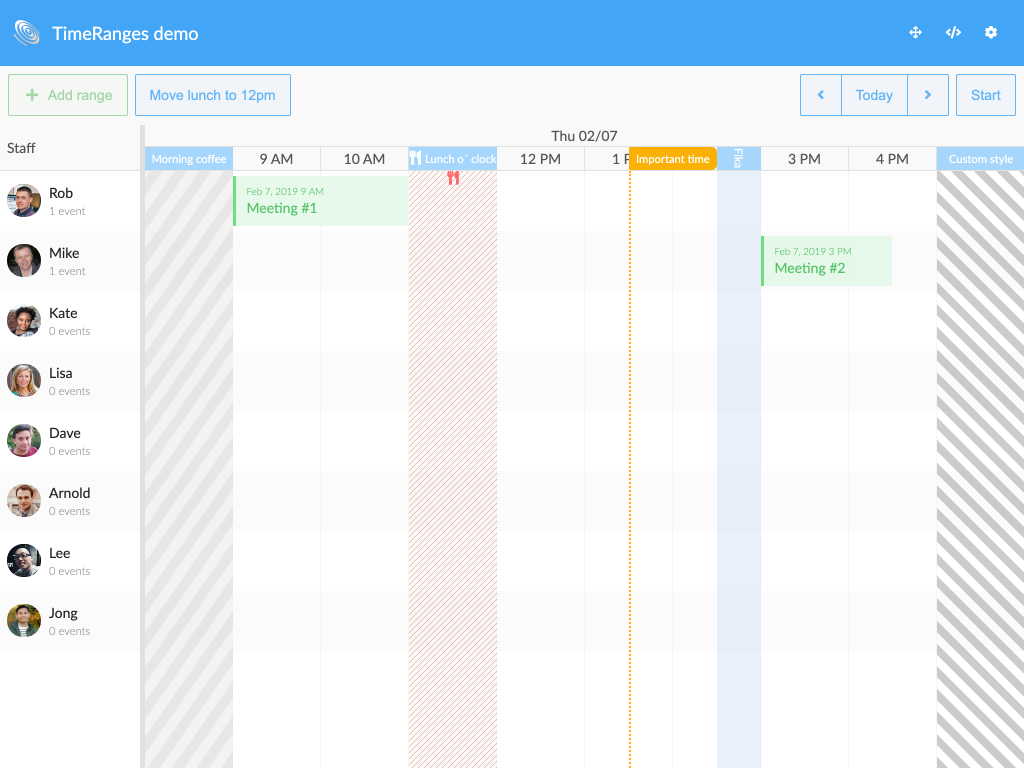 TimeRanges demo
Add range
Move lunch to 12pm
Today
Start
Staff
Thu 02/07
Morning coffee
9 AM
10 AM
Lunch o´clock
12 PM
1 P
Important time
Fika
3 PM
4 PM
Custom style
Rob
1 event
Feb 7, 2019 9 AM
Meeting #1
Mike
1 event
Feb 7, 2019 3 PM
Meeting #2
Kate
0 events
Lisa
0 events
Dave
0 events
Arnold
0 events
Lee
0 events
Jong
0 events